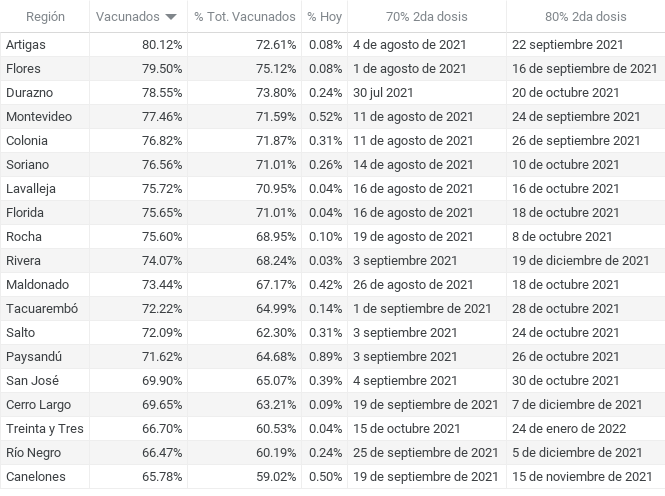 Región Vacunados % Tot. Vacunados % Hoy 70% 2da dosis 80% 2da dosis
Artigas 80.12% 72.61% 0.08% 4 de agosto de 2021 22 septiembre 2021
Flores 79.50% 75.12% 0.08% 1 de agosto de 2021 16 de septiembre de 2021
Durazno 78.55% 73.80% 0.24% 30 jul 2021 20 de octubre 2021
Montevideo 77.46% 71.59% 0.52% 11 de agosto de 2021 24 de septiembre 2021
Colonia 76.82% 71.87% 0.31% 11 de agosto de 2021 26 de septiembre 2021
Soriano 76.56% 71.01% 0.26% 14 de agosto de 2021 10 de octubre 2021
Lavalleja 75.72% 70.95% 0.04% 16 de agosto de 2021 16 de octubre 2021
Florida 75.65% 71.01% 0.04% 16 de agosto de 2021 18 de octubre 2021
Rocha 75.60% 68.95% 0.10% 19 de agosto de 2021 8 de octubre 2021
Rivera 74.07% 68.24% 0.03% 3 septiembre 2021 19 de diciembre de 2021
Maldonado 73.44% 67.17% 0.42% 26 de agosto de 2021 18 de octubre 2021
Tacuarembó 72.22% 64.99% 0.14% 1 de septiembre de 2021 28 de octubre 2021
Salto 72.09% 62.30% 0.31% 3 septiembre 2021 24 de octubre 2021
Paysandú 71.62% 64.68% 0.89% 3 septiembre 2021 26 de octubre 2021
San José 69.90% 65.07% 0.39% 4 septiembre 2021 30 de octubre 2021
Cerro Largo 69.65% 63.21% 0.09% 19 de septiembre de 2021 7 de diciembre de 2021
Treinta y Tres 66.70% 60.53% 0.04% 15 de octubre 2021 24 de enero de 2022
Río Negro 66.47% 60.19% 0.24% 25 de septiembre de 2021 5 de diciembre de 2021
Canelones 65.78% 59.02% 0.50% 19 de septiembre de 2021 15 de noviembre de 2021